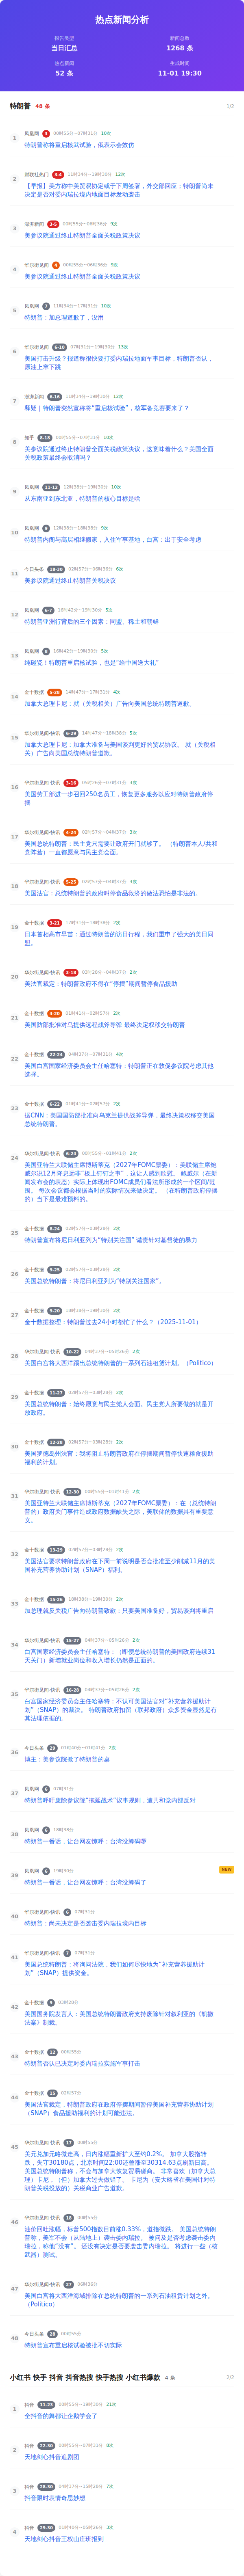 热点新闻分析
报告类型
新闻总数
当日汇总
1268 条
热点新闻
生成时间
52 条
11-01 19:30
特朗普 48 条 1/2
1
凤凰网 3 00时55分~07时31分 10次
特朗普称将重启核武试验，俄表示会效仿
2
财联社热门 3-4 11时34分~19时30分 12次
【早报】美方称中美贸易协定或于下周签署，外交部回应；特朗普尚未
决定是否对委内瑞拉境内地面目标发动袭击
3
澎湃新闻 3-5 00时55分~06时36分 9次
美参议院通过终止特朗普全面关税政策决议
4
华尔街见闻 4 00时55分~06时36分 9次
美参议院通过终止特朗普全面关税政策决议
5
凤凰网 7 11时34分~17时31分
特朗普：加总理道歉了，没用
6
华尔街见闻 6-10 07时31分~19时30分 13次
美国打击升级？报道称很快要打委内瑞拉地面军事目标，特朗普否认，
原油上窜下跳
7
澎湃新闻 6-16 11时34分~19时30分 12次
释疑｜特朗普突然宣称将“重启核试验”，核军备竞赛要来了？
8
知乎 8-16 00时55分~07时31分 10次
美参议院通过终止特朗普全面关税政策决议，这意味着什么？美国全面
关税政策最终会取消吗？
9
凤凰网 11-12 12时38分~19时30分 10次
从东南亚到东北亚，特朗普的核心目标是啥
10
凤凰网 9 12时38分~18时38分 9次
特朗普内阁与高层相继搬家，入住军事基地，白宫：出于安全考虑
11
今日头条 18-30 02时57分~06时36分 6次
美参议院通过终止特朗普关税决议
12
凤凰网 6-7 16时42分~19时30分 5次
特朗普亚洲行背后的三个因素：同盟、稀土和朝鲜
13
凤凰网 8 16时42分~19时30分 5次
纯碰瓷！特朗普重启核试验，也是“给中国送大礼”
14
金十数据 5-28 14时47分~17时31分 4次
加拿大总理卡尼：就（关税相关）广告向美国总统特朗普道歉。
15
华尔街见闻-快讯 6-29 14时47分~18时38分 5次
加拿大总理卡尼：加拿大准备与美国谈判更好的贸易协议。 就（关税相
关）广告向美国总统特朗普道歉。
16
华尔街见闻-快讯 3-16 05时26分~07时31分 3次
美国劳工部进一步召回250名员工，恢复更多服务以应对特朗普政府停
摆
17
华尔街见闻-快讯 4-24 02时57分~04时37分 3次
美国总统特朗普：民主党只需要让政府开门就够了。 （特朗普本人/共和
党阵营）一直都愿意与民主党会面。
18
华尔街见闻-快讯 5-25 02时57分~04时37分 3次
美国法官：总统特朗普的政府叫停食品救济的做法恐怕是非法的。
19
金十数据 3-21 17时31分~18时38分 2次
日本首相高市早苗：通过特朗普的访日行程，我们重申了强大的美日同
盟。
20
华尔街见闻-快讯 3-18 03时28分~04时37分 2次
美法官裁定：特朗普政府不得在“停摆”期间暂停食品援助
21
金十数据 4-20 01时41分~02时57分 2次
美国防部批准对乌提供远程战斧导弹 最终决定权移交特朗普
22
金十数据 22-24 04时37分~07时31分 4次
美国白宫国家经济委员会主任哈塞特：特朗普正在敦促参议院考虑其他
选择。
23
金十数据 6-22 01时41分~02时57分 2次
据CNN：美国国防部批准向乌克兰提供战斧导弹，最终决策权移交美国
总统特朗普。
24
华尔街见闻-快讯 8-29 00时55分~01时41分 2次
美国亚特兰大联储主席博斯蒂克（2027年FOMC票委）：美联储主席鲍
威尔说12月降息远非“板上钉钉之事”，这让人感到欣慰。 鲍威尔（在新
闻发布会的表态）实际上体现出FOMC成员们看法所形成的一个区间/范
围。 每次会议都会根据当时的实际情况来做决定。 （在特朗普政府停摆
的）当下是最难预料的。
25
金十数据 8-24 02时57分~03时28分 2次
特朗普宣布将尼日利亚列为“特别关注国” 谴责针对基督徒的暴力
26
金十数据 9-25 02时57分~03时28分 2次
美国总统特朗普：将尼日利亚列为“特别关注国家”。
27
金十数据 9-20 18时38分~19时30分 2次
金十数据整理：特朗普过去24小时都忙了什么？（2025-11-01）
28
华尔街见闻-快讯 10-22 04时37分~05时26分 2次
美国白宫将大西洋踢出总统特朗普的一系列石油租赁计划。（Politico）
29
金十数据 11-27 02时57分~03时28分 2次
美国总统特朗普：始终愿意与民主党人会面。民主党人所要做的就是开
放政府。
30
金十数据 12-26 02时57分~03时28分 2次
美国罗德岛州法官：我将阻止特朗普政府在停摆期间暂停快速粮食援助
福利的计划。
31
华尔街见闻-快讯 12-30 00时55分~01时41分 2次
美国亚特兰大联储主席博斯蒂克（2027年FOMC票委）：在（总统特朗
普的）政府关门事件造成政府数据缺失之际，美联储的数据具有重要意
义。
32
金十数据 13-29 02时57分~03时28分 2次
美国法官要求特朗普政府在下周一前说明是否会批准至少削减11月的美
国补充营养协助计划（SNAP）福利。
33
金十数据 15-26 18时38分~19时30分 2次
加总理就反关税广告向特朗普致歉：只要美国准备好，贸易谈判将重启
34
华尔街见闻-快讯 15-27 04时37分~05时26分 2次
白宫国家经济委员会主任哈塞特：（即便总统特朗普的美国政府连续31
天关门）新增就业岗位和收入增长仍然是正面的。
35
华尔街见闻-快讯 16-28 04时37分~05时26分 2次
白宫国家经济委员会主任哈塞特：不认可美国法官对“补充营养援助计
划”（SNAP）的裁决。 特朗普政府扣留（联邦政府）众多资金显然是有
其法理依据的。
36
今日头条 29 01时00分~01时41分 2次
博主：美参议院掀了特朗普的桌
37
凤凰网 4 07时31分
特朗普呼吁废除参议院“拖延战术”议事规则，遭共和党内部反对
38
凤凰网 4 18时38分
特朗普一番话，让台网友惊呼：台湾没筹码啰
39
凤凰网 4 19时30分 NEW
特朗普一番话，让台网友惊呼：台湾没筹码了
40
华尔街见闻-快讯 6 07时31分
特朗普：尚未决定是否袭击委内瑞拉境内目标
41
华尔街见闻-快讯 7 07时31分
美国总统特朗普：将询问法院，我们如何尽快地为“补充营养援助计
划”（SNAP）提供资金。
42
金十数据 9 03时28分
美国国务院发言人：美国总统特朗普政府支持废除针对叙利亚的《凯撒
法案》制裁。
43
金十数据 12 00时55分
特朗普否认已决定对委内瑞拉实施军事打击
44
金十数据 15 02时57分
美国法官裁定，特朗普政府在政府停摆期间暂停美国补充营养协助计划
（SNAP）食品援助福利的计划可能违法。
45
华尔街见闻-快讯 17 00时55分
美元兑加元略微走高，日内涨幅重新扩大至约0.2%。 加拿大股指转
跌，失守30180点，北京时间22:00还曾涨至30314.63点刷新日高。
美国总统特朗普称，不会与加拿大恢复贸易磋商。 非常喜欢（加拿大总
理）卡尼，（但）加拿大过去做错了。 卡尼为（安大略省在美国针对特
朗普关税投放的）关税商业广告道歉。
46
华尔街见闻-快讯 18 00时55分
油价回吐涨幅，标普500指数目前涨0.33%，道指微跌。 美国总统特朗
普称，美军不会（从陆地上）袭击委内瑞拉。 被问及是否考虑袭击委内
瑞拉，他称“没有”。 还没有决定是否要袭击委内瑞拉。 将进行一些（核
武器）测试。
47
华尔街见闻-快讯 27 06时36分
美国白宫将大西洋海域排除在总统特朗普的一系列石油租赁计划之外。
（Politico）
48
今日头条 28 00时55分
特朗普宣布重启核试验被批不切实际
小红书 快手 抖音 抖音热搜 快手热搜 小红书爆款 4 条 2/2
1
抖音 11-23 00时55分~19时30分 21次
全抖音的舞都让企鹅学会了
2
抖音 22-30 00时55分~07时31分 8次
天地剑心抖音追剧团
3
抖音 28-30 04时37分~15时28分 7次
抖音限时表情奇思妙想
4
抖音 29-30 01时40分~05时26分 3次
天地剑心抖音王权山庄班报到